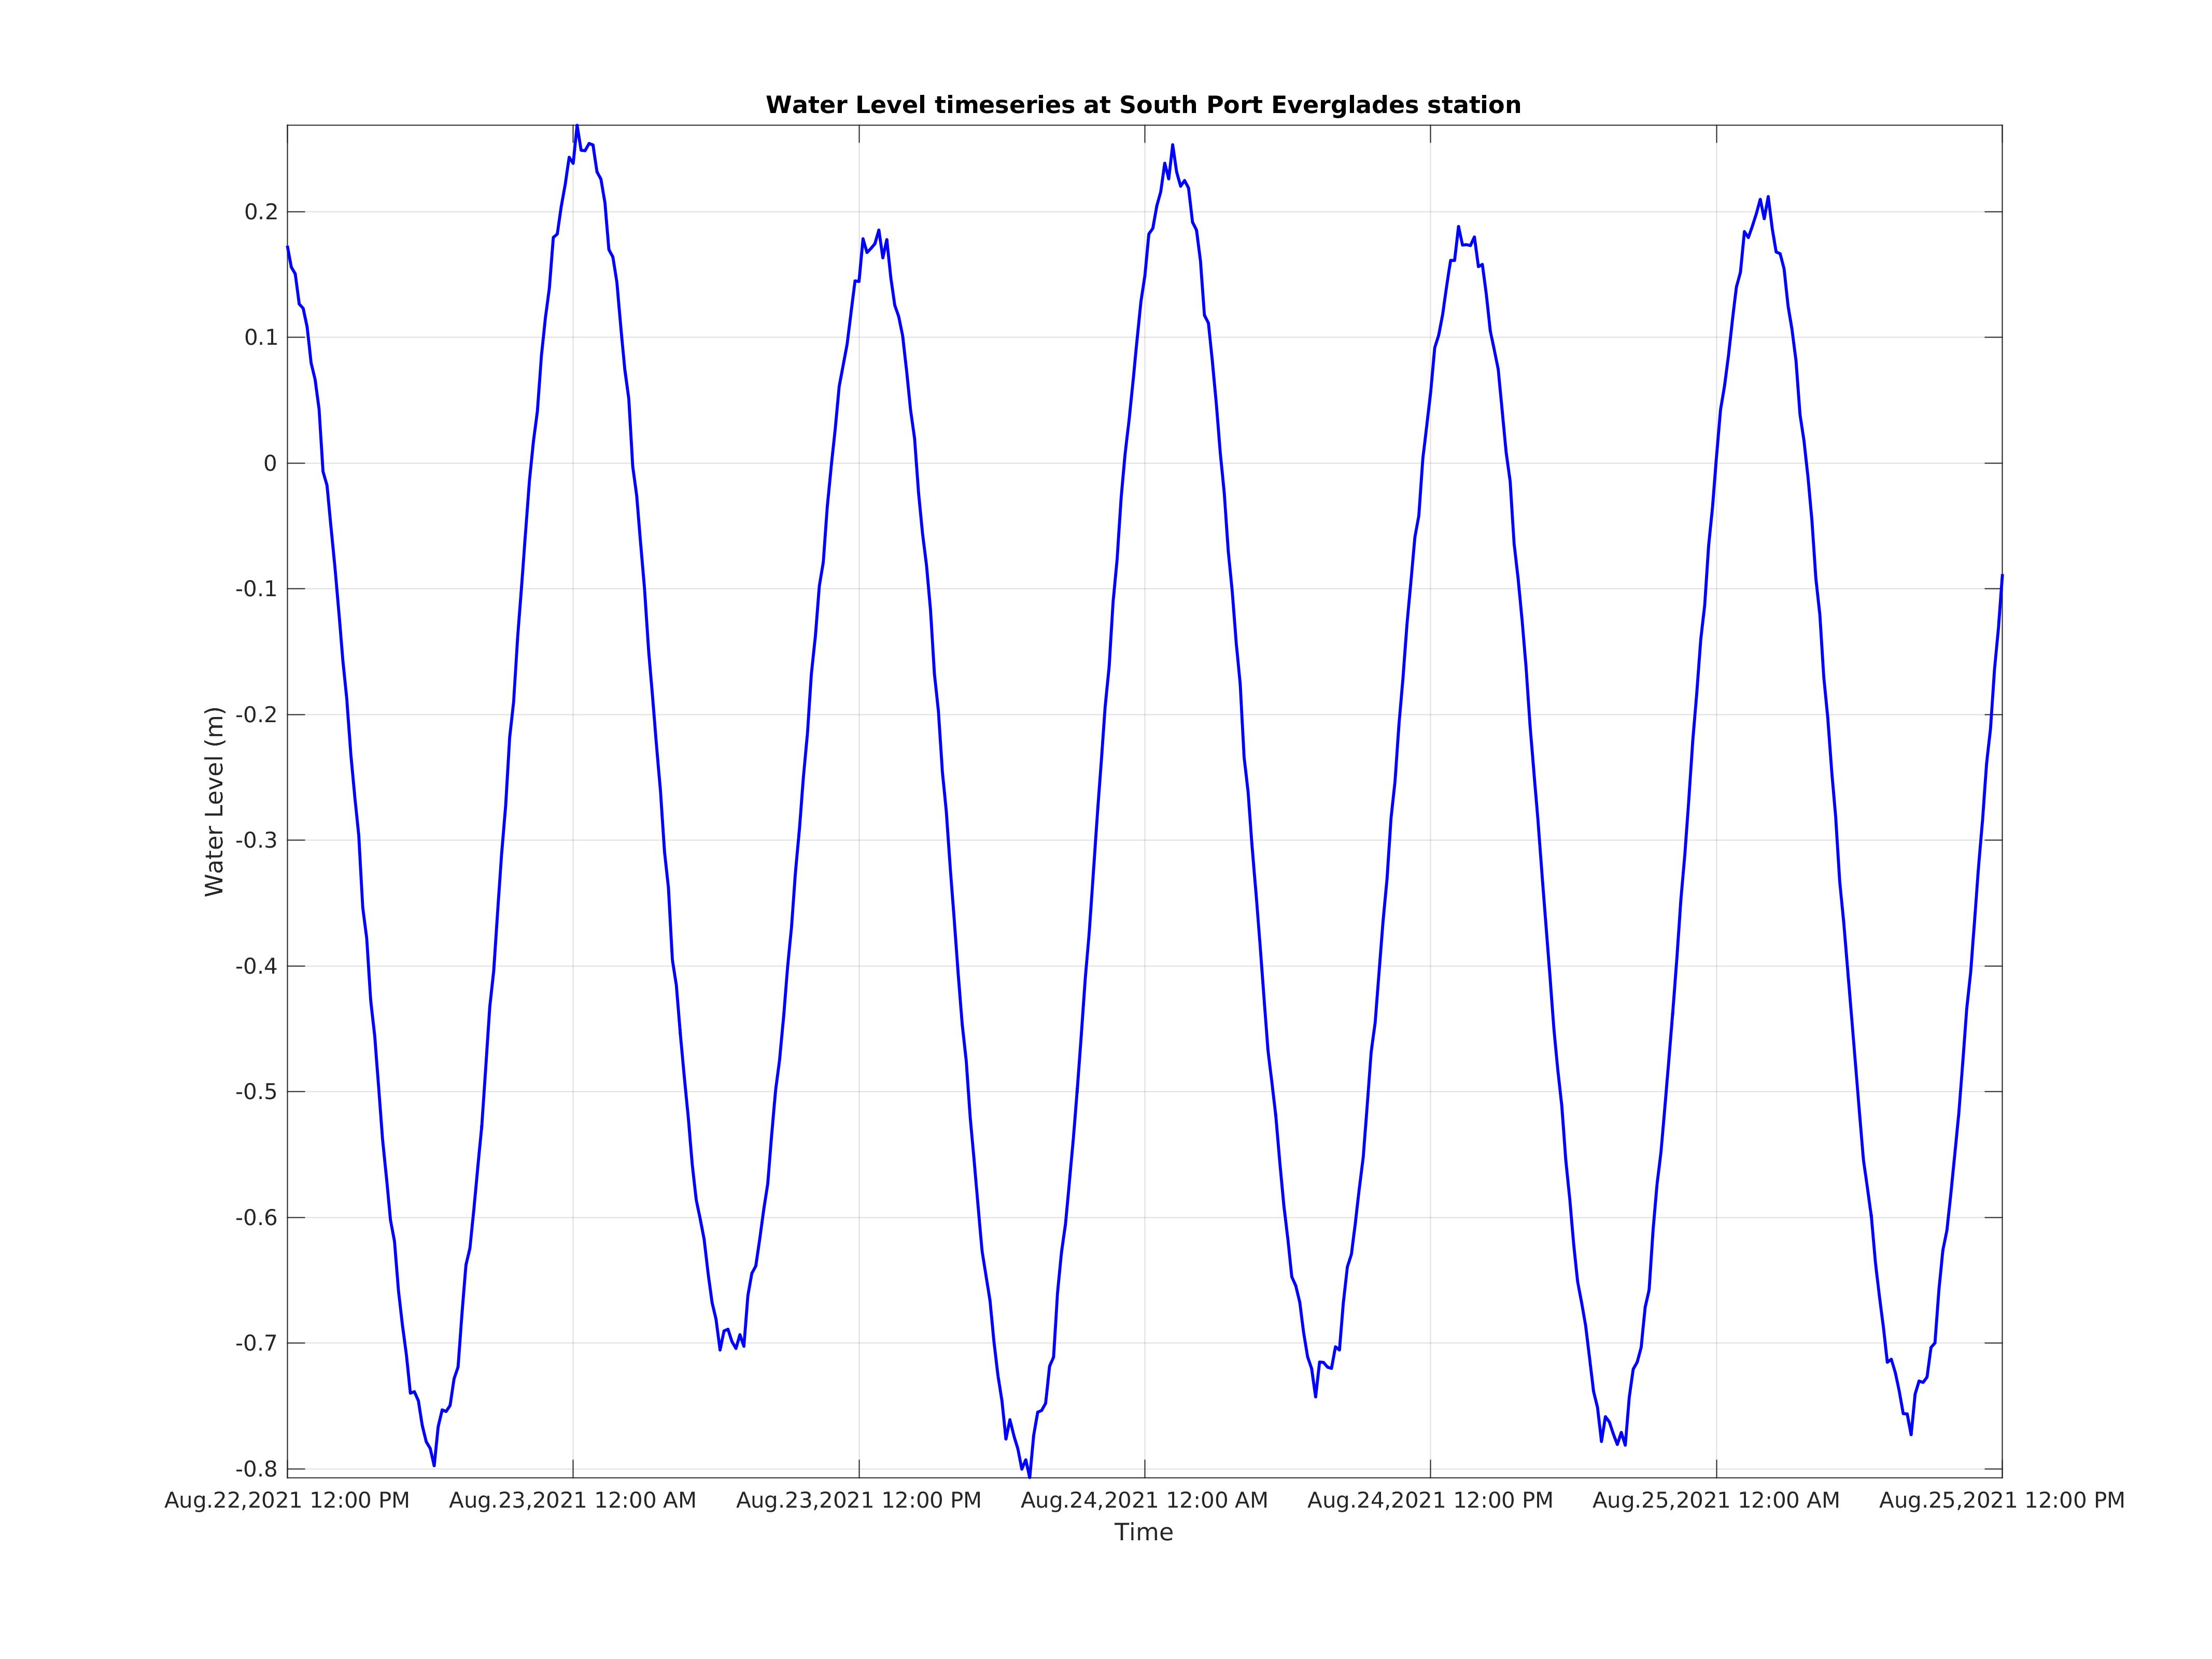 Water Level timeseries at South Port Everglades station
0.2
0.1
0
-0.1
-0.2
-0.3
-0.4
-0.5
-0.6
-0.7
-0.8
Water Level (m)
Aug.22,2021 12:00 PM Aug.23,2021 12:00 AM Aug.23,2021 12:00 PM Aug.24,2021 12:00 AM Aug.24,2021 12:00 PM Aug.25,2021 12:00 AM Aug.25,2021 12:00 PM
Time